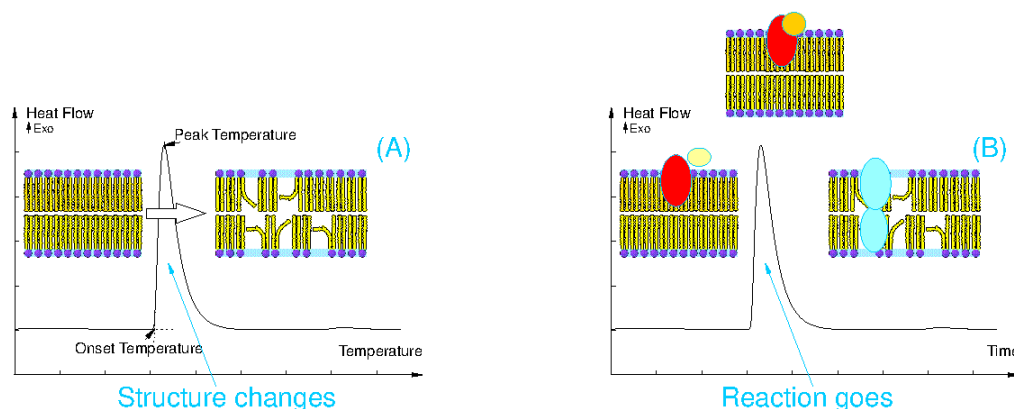 Heat Flow
Exo
Peak Temperature
(A)
Onset Temperature
Temperature
Structure changes
Heat Flow
Exo
(B)
Time
Reaction goes